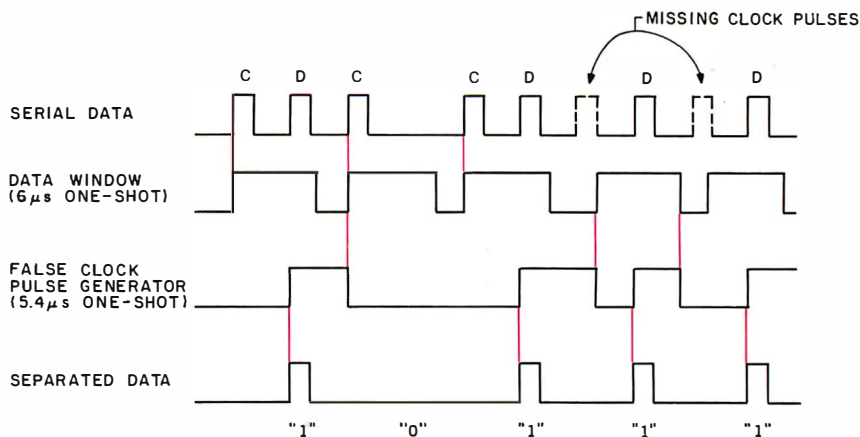 MISSING CLOCK PULSES
C D C C D D D
SERIAL DATA
DATA WINDOW
(6μs ONE-SHOT)
FALSE CLOCK
PULSE GENERATOR
(5.4μs ONE-SHOT)
SEPARATED DATA
"1" "0" "1" "1" "1"